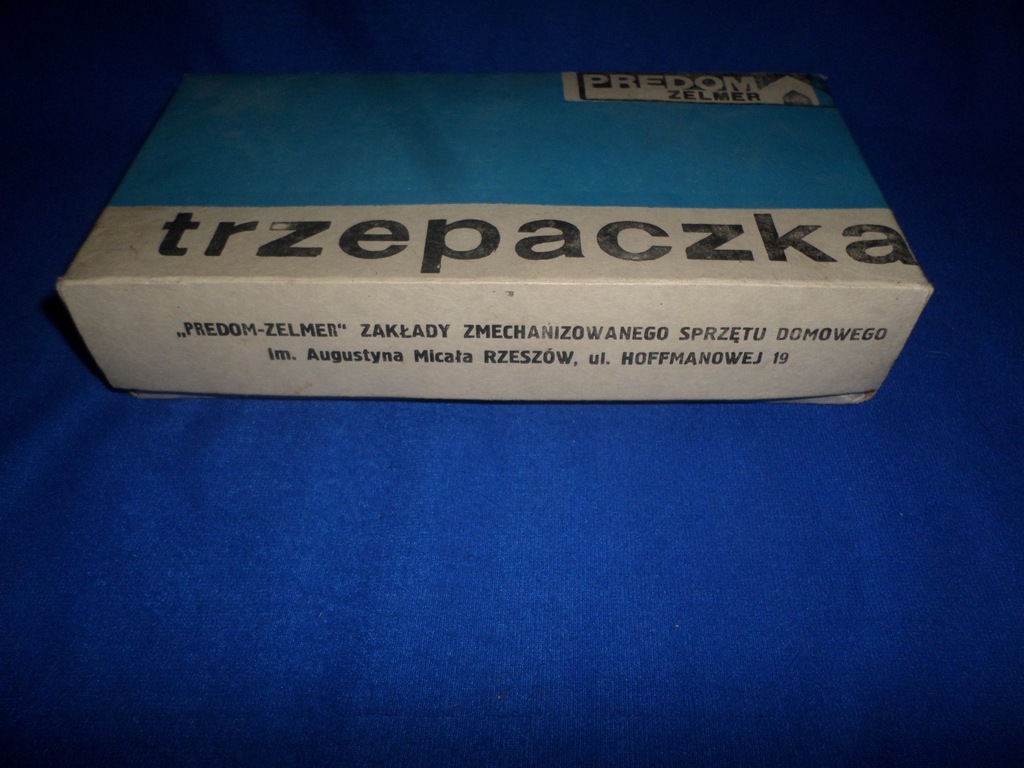 PREDOM
ZELMER
trzepaczka
„PREDOM-ZELMER" ZAKŁADY ZMECHANIZOWANEGO SPRZĘTU DOMOWEGO
im. Augustyna Micała RZESZÓW, ul. HOFFMANOWEJ 19